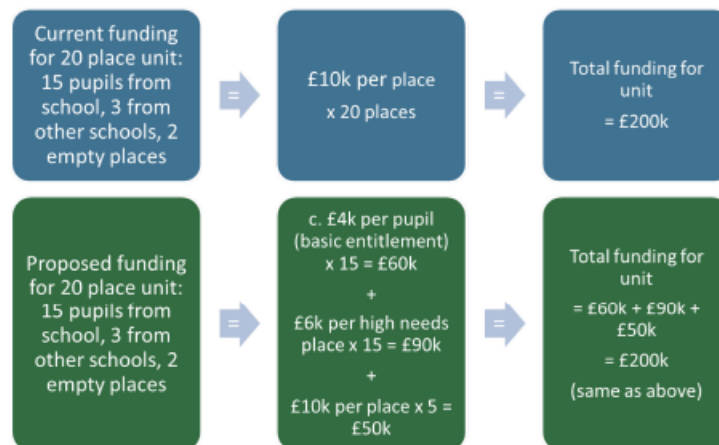 Current funding
for 20 place unit:
15 pupils from
school, 3 from
other schools, 2
empty places
=
£10k per place
x 20 places
=
Total funding for
unit
= £200k
Proposed funding
for 20 place unit:
15 pupils from
school, 3 from
other schools, 2
empty places
=
c. £4k per pupil
(basic entitlement)
x 15 = £60k
+
£6k per high needs
place x 15 = £90k
+
£10k per place x 5 =
£50k
=
Total funding for
unit
= £60k + £90k +
£50k
= £200k
(same as above)